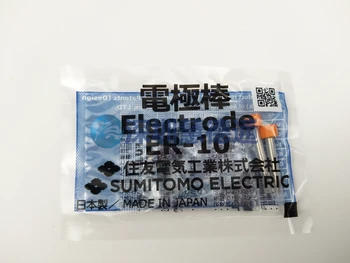 電極棒
Electrode
ER-10
住友電気工業株式会社
SUMITOMO ELECTRIC
日本製/MADE IN JAPAN